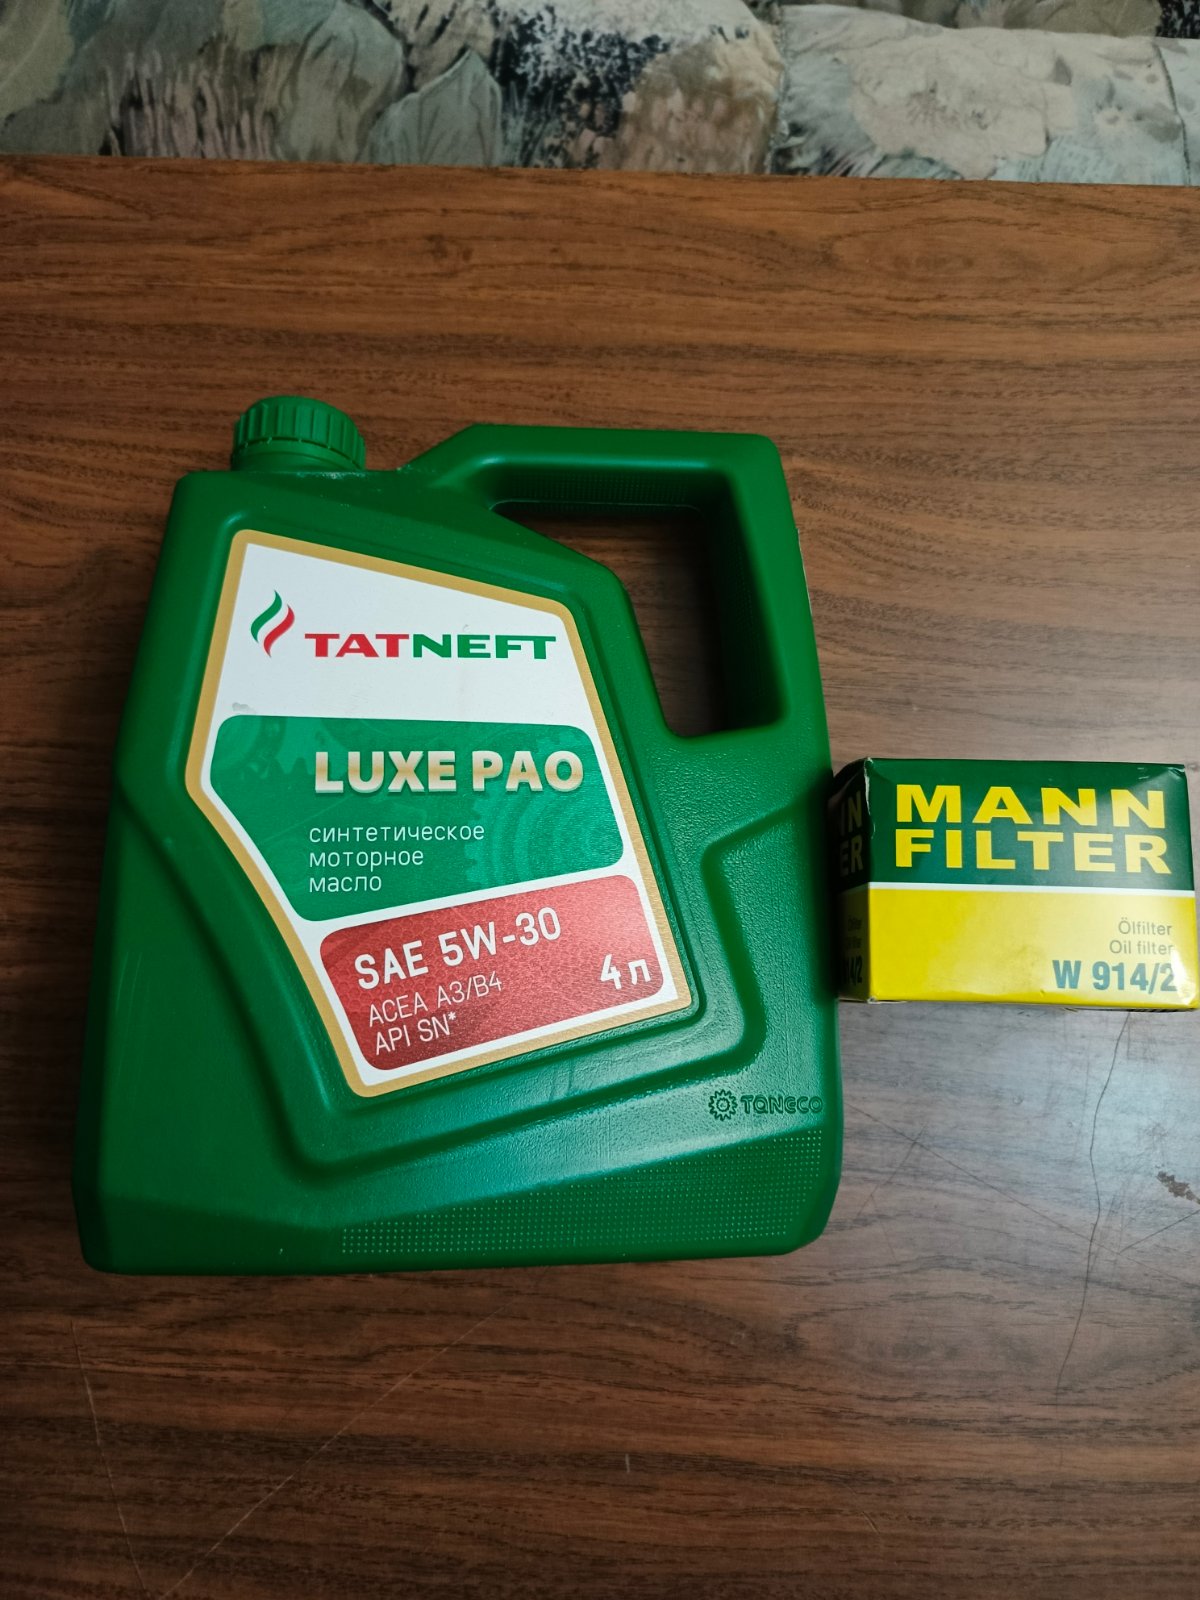 TATNEFT
LUXE PAO
синтетическое
моторное
масло
SAE 5W-30
ACEA A3/B4
API SN*
4 л
TANECO
MANN
FILTER
Ölfilter
Oil filter
W 914/2